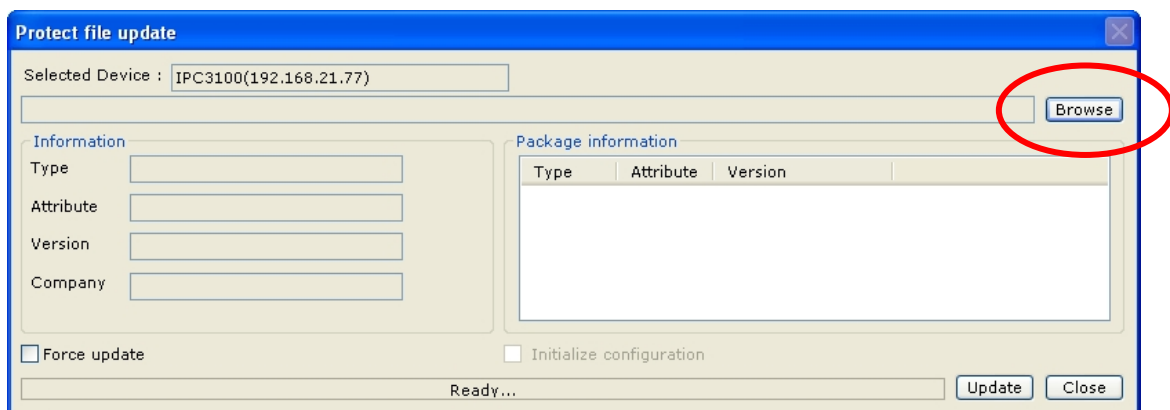 Protect file update
Selected Device : IPC3100(192.168.21.77)
Browse
Information
Type
Attribute
Version
Company
Package information
Type Attribute Version
Force update
Initialize configuration
Ready...
Update
Close